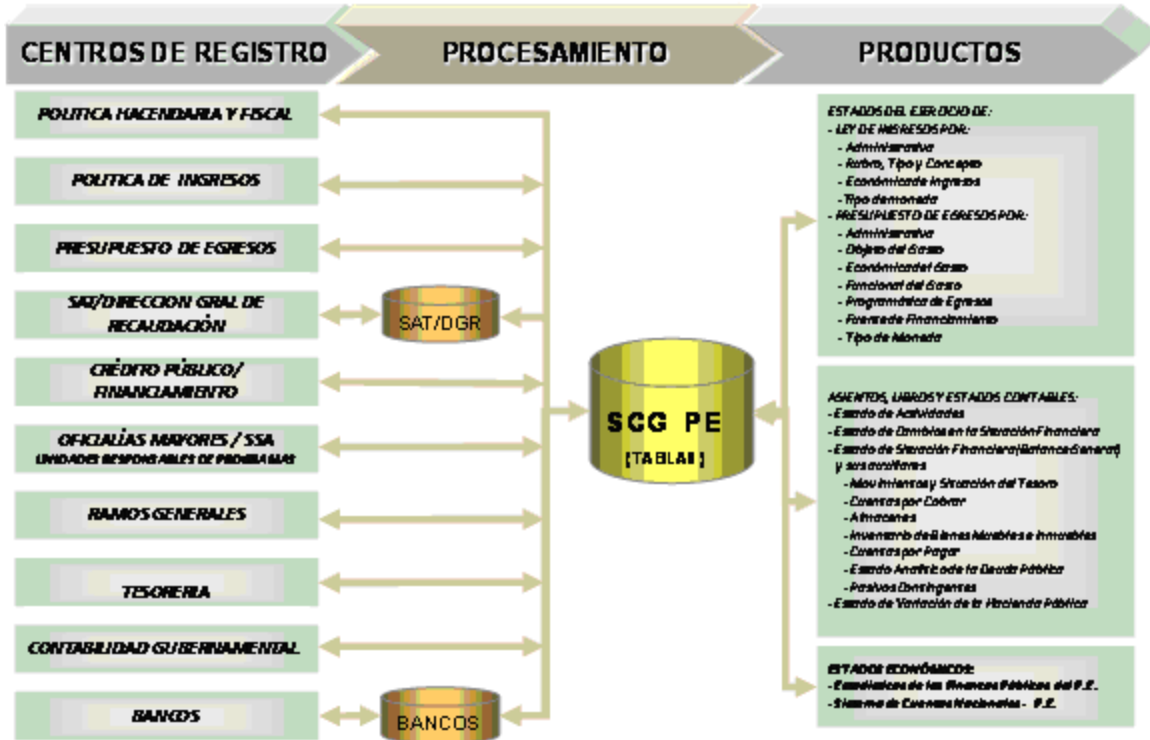 CENTROS DE REGISTRO
PROCESAMIENTO
PRODUCTOS
POLITICA HACENDARIA Y FISCAL
POLITICA DE INGRESOS
PRESUPUESTO DE EGRESOS
SAT/DIRECCION GRAL DE
RECAUDACIÓN
CRÉDITO PÚBLICO/
FINANCIAMIENTO
OFICIALÍAS MAYORES / SSA
UNIDADES RESPONSABLES DE PROGRAMAS
RAMOS GENERALES
TESORERIA
CONTABILIDAD GUBERNAMENTAL
BANCOS
SAT/DGR
BANCOS
SCG PE
(TABLAS)
ESTADOS DEL EJERCICIO DE:
- LEY DE INGRESOS POR:
- Administrativa
- Rubro, Tipo y Concepto
- Económica de Ingresos
- Tipo de moneda
- PRESUPUESTO DE EGRESOS POR:
- Administrativa
- Objeto del Gasto
- Económica del Gasto
- Funcional del Gasto
- Programática de Egresos
- Fuente de Financiamiento
- Tipo de Moneda
ASIENTOS, LIBROS Y ESTADOS CONTABLES:
- Estado de Actividades
- Estado de Cambios en la Situación Financiera
- Estado de Situación Financiera (Balance General)
y sus auxiliares
- Movimientos y Situación del Tesoro
- Cuentas por Cobrar
- Almacenes
- Inventario de Bienes Muebles e Inmuebles
- Cuentas por Pagar
- Estado Analítico de la Deuda Pública
- Pasivos Contingentes
- Estado de Variación de la Hacienda Pública
ESTADOS ECONÓMICOS:
- Estadísticas de las Finanzas Públicas del P.E.
- Sistema de Cuentas Nacionales - P.E.